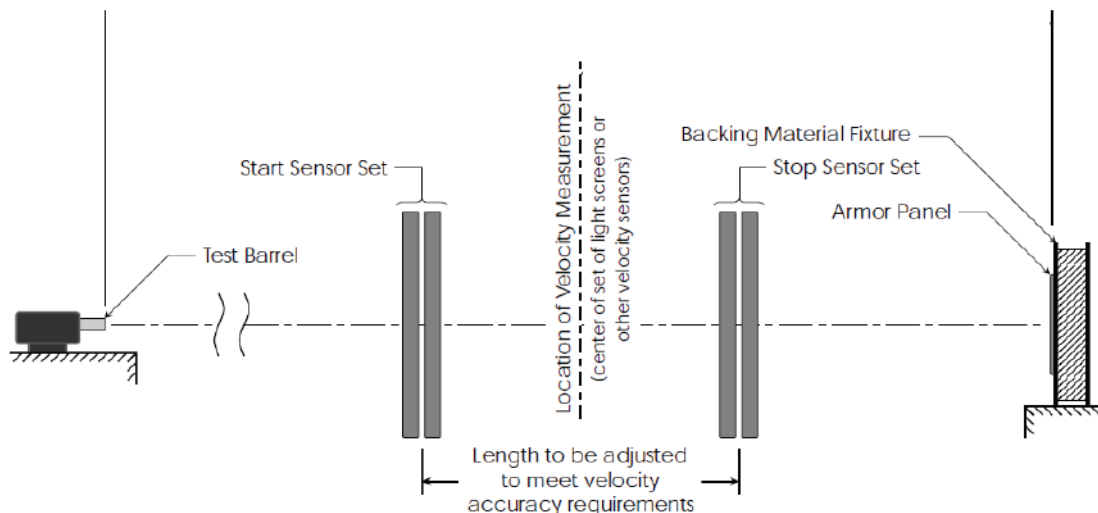 Start Sensor Set
Test Barrel
Location of Velocity Measurement
(center of set of light screens or
other velocity sensors)
Backing Material Fixture
Stop Sensor Set
Armor Panel
Length to be adjusted
to meet velocity
accuracy requirements